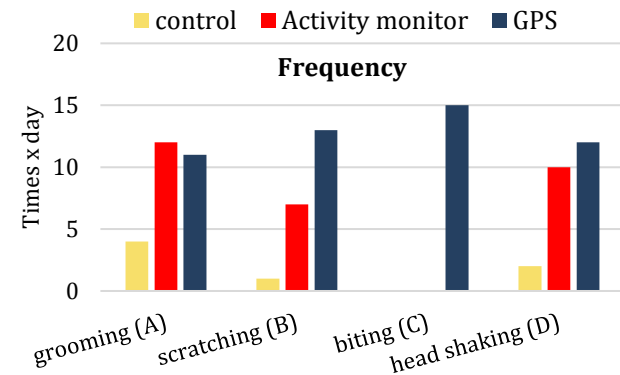 control Activity monitor GPS
Frequency
Times x day
20
15
10
5
0
grooming (A)
scratching (B)
biting (C)
head shaking (D)